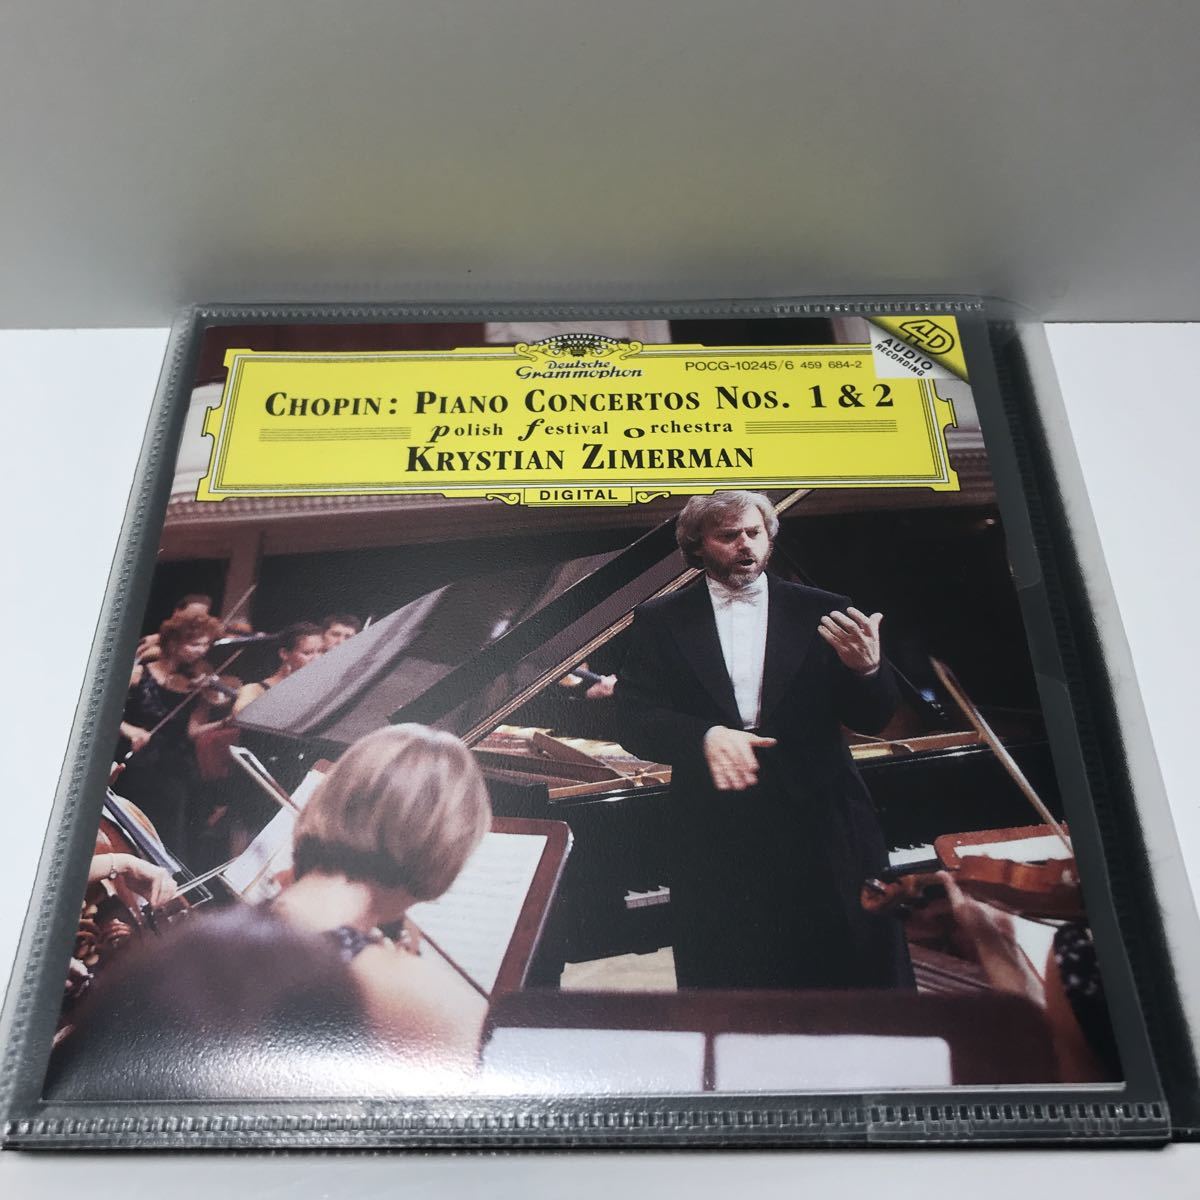 Deutsche
Grammophon
POCG-10245/6 459 684-2
4D
AUDIO
RECORDING
CHOPIN: PIANO CONCERTOS NOS. 1 & 2
Polish Festival Orchestra
KRYSTIAN ZIMERMAN
DIGITAL